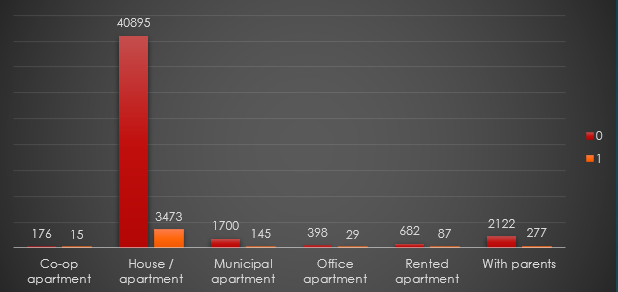 40895
3473
176
15
1700
145
398
29
682
87
2122
277
0
1
Co-op
apartment
House /
apartment
Municipal
apartment
Office
apartment
Rented
apartment
With parents